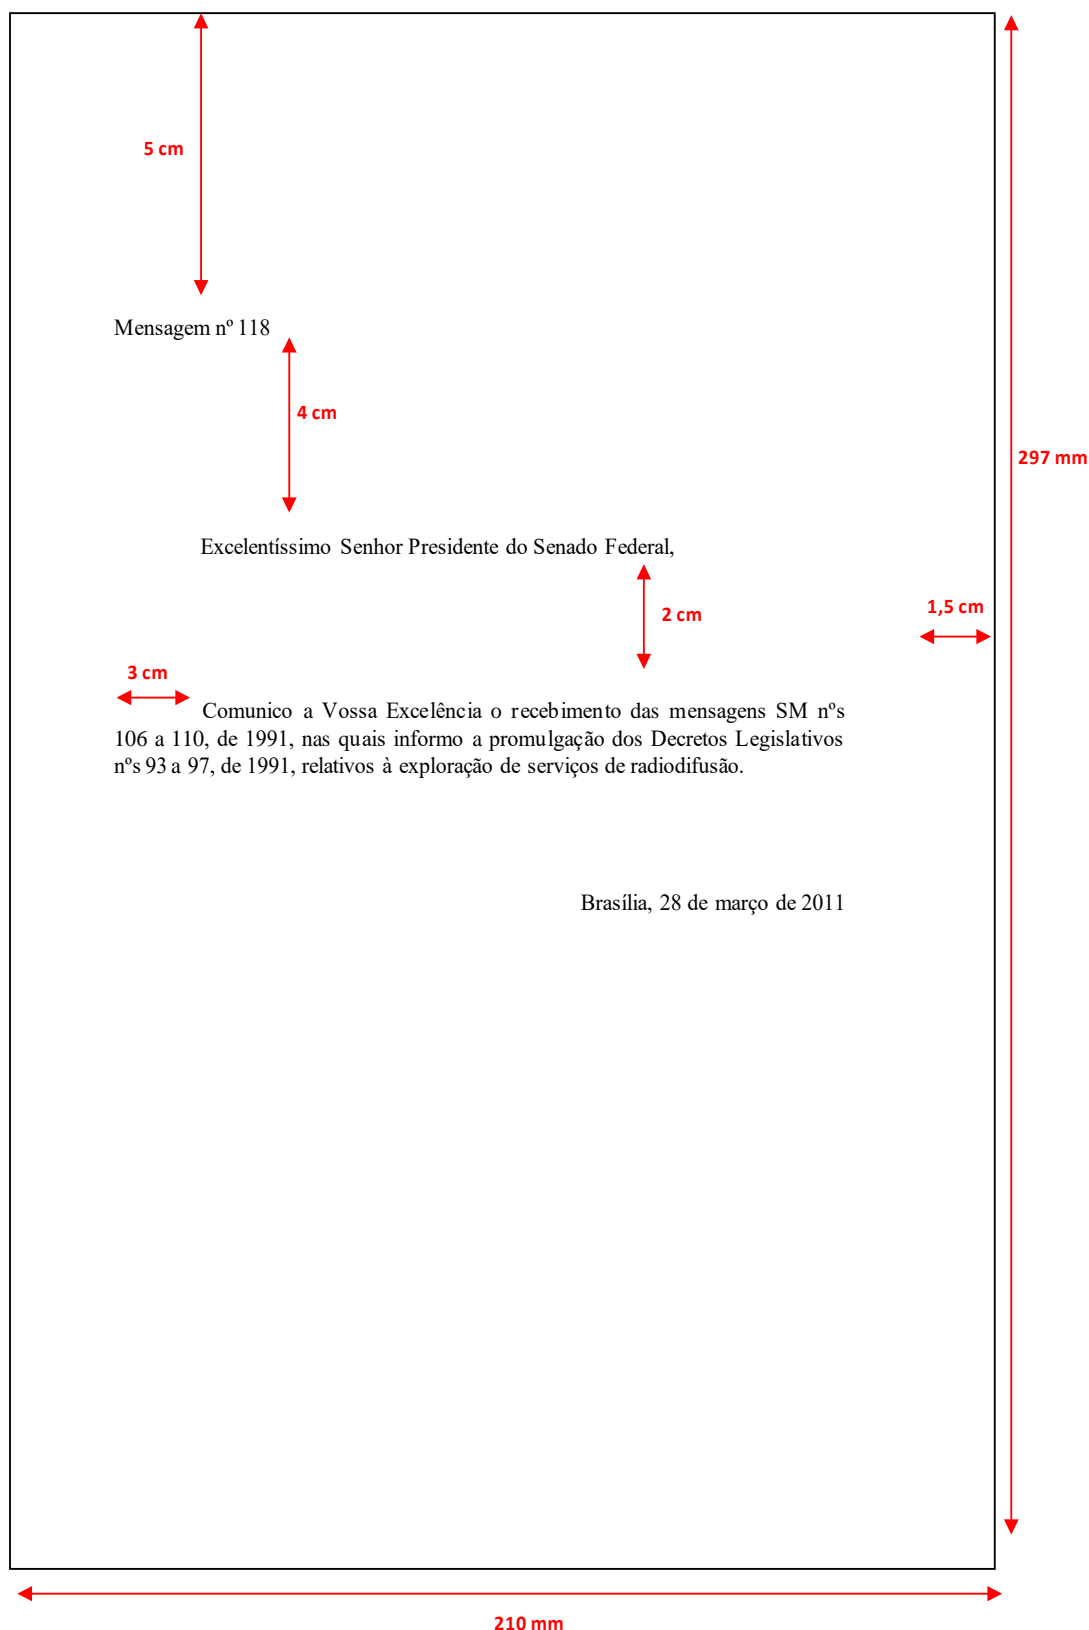 5 cm
Mensagem nº 118
4 cm
297 mm
Excelentíssimo Senhor Presidente do Senado Federal,
1,5 cm
2 cm
3 cm
Comunico a Vossa Excelência o recebimento das mensagens SM nºs
106 a 110, de 1991, nas quais informo a promulgação dos Decretos Legislativos
nºs 93 a 97, de 1991, relativos à exploração de serviços de radiodifusão.
Brasília, 28 de março de 2011
210 mm